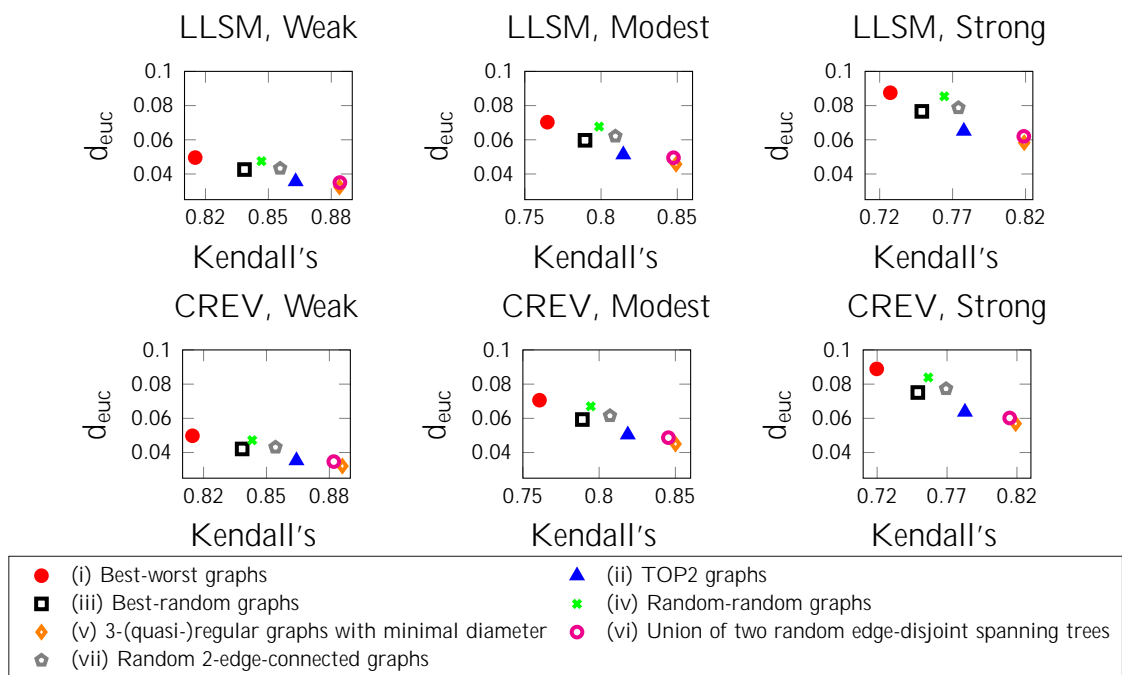 LLSM, Weak
LLSM, Modest
LLSM, Strong
0.1
0.08
0.06
0.04
d_euc
0.82 0.85 0.88
Kendall's
0.1
0.08
0.06
0.04
d_euc
0.75 0.8 0.85
Kendall's
0.1
0.08
0.06
0.04
d_euc
0.72 0.77 0.82
Kendall's
CREV, Weak
CREV, Modest
CREV, Strong
0.1
0.08
0.06
0.04
d_euc
0.82 0.85 0.88
Kendall's
0.1
0.08
0.06
0.04
d_euc
0.75 0.8 0.85
Kendall's
0.1
0.08
0.06
0.04
d_euc
0.72 0.77 0.82
Kendall's
(i) Best-worst graphs
(ii) TOP2 graphs
(iii) Best-random graphs
(iv) Random-random graphs
(v) 3-(quasi-)regular graphs with minimal diameter
(vi) Union of two random edge-disjoint spanning trees
(vii) Random 2-edge-connected graphs